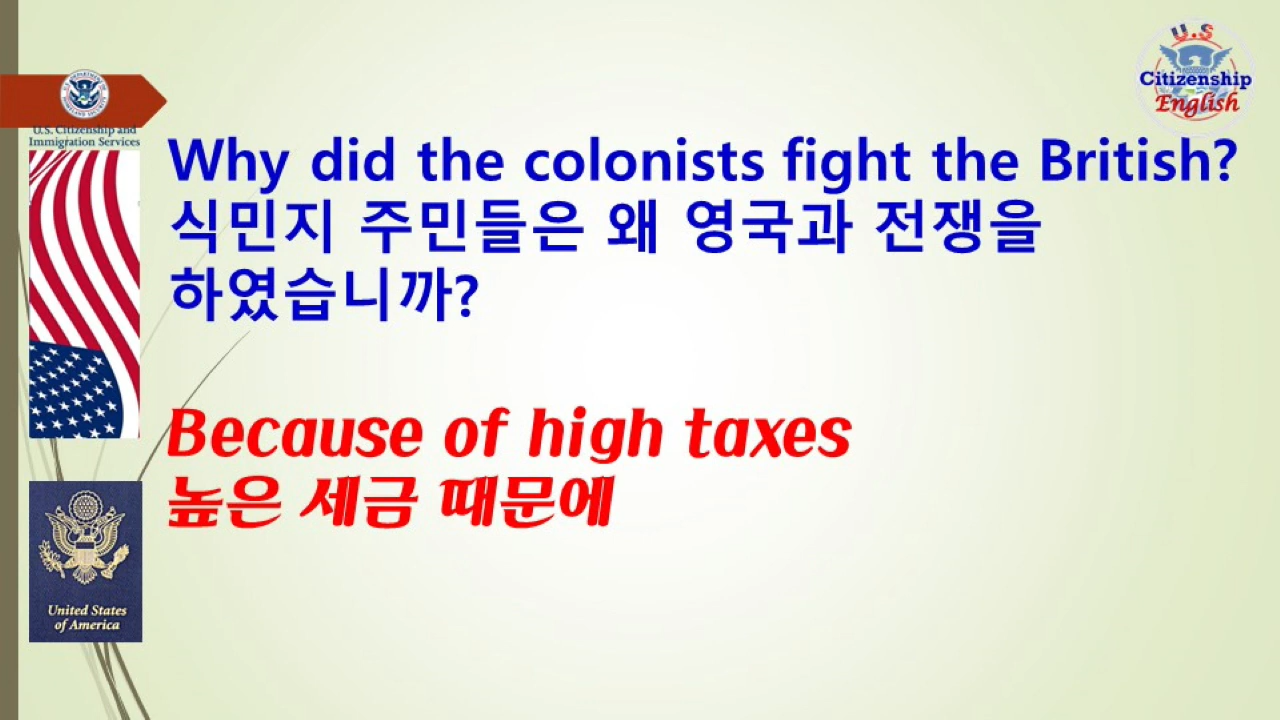 U.S
Citizenship
English
U.S. Citizenship and
Immigration Services
Why did the colonists fight the British?
식민지 주민들은 왜 영국과 전쟁을
하였습니까?
Because of high taxes
높은 세금 때문에
United States
of America